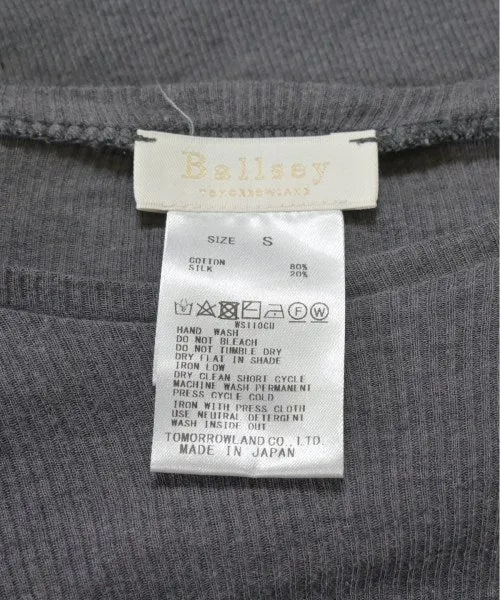 Ballsey
TOMORROWLAND
SIZE S
COTTON 80%
SILK 20%
F W
WS110CU
HAND WASH
DO NOT BLEACH
DO NOT TUMBLE DRY
DRY FLAT IN SHADE
IRON LOW
DRY CLEAN SHORT CYCLE
MACHINE WASH PERMANENT
PRESS CYCLE COLD
IRON WITH PRESS CLOTH
USE NEUTRAL DETERGENT
WASH INSIDE OUT
TOMORROWLAND CO., LTD.
MADE IN JAPAN